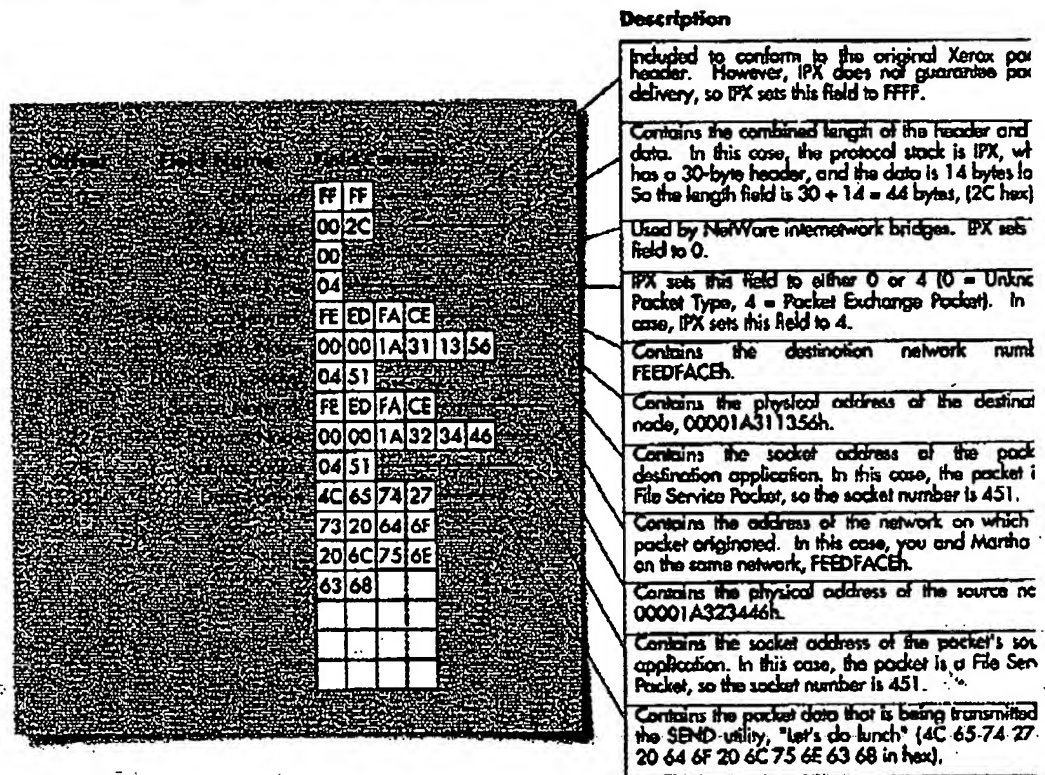 Description
Included to conform to the original Xerox
header. However, IPX does not guarantee
delivery, so IPX sets this field to FFFF.
Contains the combined length of the header and
data. In this case, the protocol stack is IPX,
has a 30-byte header, and the data is 14 bytes
So the length field is 30 + 14 = 44 bytes, (2C hex)
Used by NetWare internetwork bridges. IPX sets
field to 0.
IPX sets this field to either 0 or 4 (0 =
Packet Type, 4 = Packet Exchange Packet). In
case, IPX sets this field to 4.
Contains the destination network
FEEDFACEh.
Contains the physical address of the
node, 00001A311356h.
Contains the socket address of the
destination application. In this case, the packet
File Service Packet, so the socket number is 451.
Contains the address of the network on which
packet originated. In this case, you and Martha
on the same network, FEEDFACEh.
Contains the physical address of the source
00001A323446h.
Contains the socket address of the packet's
application. In this case, the packet is a File
Packet, so the socket number is 451.
Contains the packet data that is being transmitted
the SEND utility, "Let's do lunch" (4C 65 74 27
20 64 6F 20 6C 75 6E 63 68 in hex).
Offset Field Name Field Contents
FF FF
00 2C
00
04
FE ED FA CE
00 00 1A 31 13 56
04 51
FE ED FA CE
00 00 1A 32 34 46
04 51
4C 65 74 27
73 20 64 6F
20 6C 75 6E
63 68